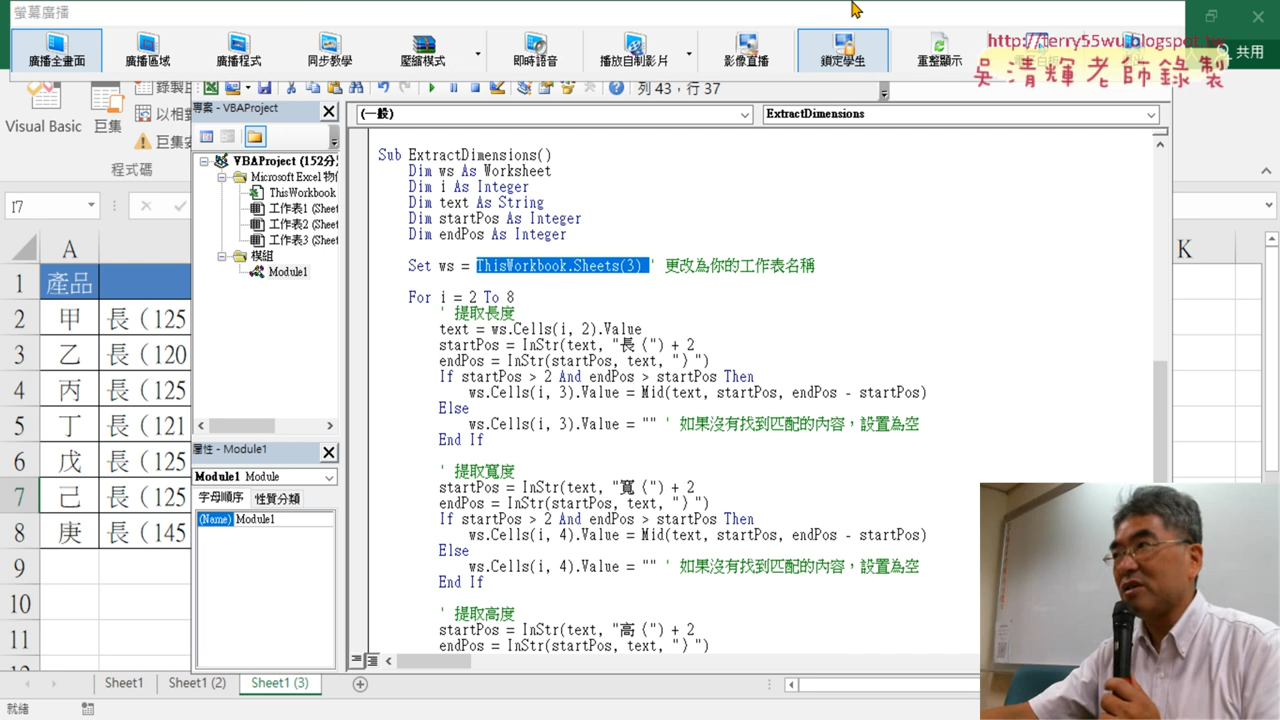 螢幕廣播
廣播全畫面 廣播區域 廣播程式 同步教學 壓縮模式 即時語音 播放自制影片 影像直播 鎖定學生 重整顯示
http://terry55wu.blogspot.tw
吳清輝老師錄製
共用
列 43，行 37
Visual Basic 巨集
以相對
巨集安
程式碼
專案 - VBAProject
(一般) ExtractDimensions
VBAProject (152分
Microsoft Excel 物件
ThisWorkbook
工作表1 (Sheet
工作表2 (Sheet
工作表3 (Sheet
模組
Module1
屬性 - Module1
Module1 Module
字母順序 性質分類
(Name) Module1
Sub ExtractDimensions()
Dim ws As Worksheet
Dim i As Integer
Dim text As String
Dim startPos As Integer
Dim endPos As Integer
Set ws = ThisWorkbook.Sheets(3) ' 更改為你的工作表名稱
For i = 2 To 8
' 提取長度
text = ws.Cells(i, 2).Value
startPos = InStr(text, "長（") + 2
endPos = InStr(startPos, text, "）")
If startPos > 2 And endPos > startPos Then
ws.Cells(i, 3).Value = Mid(text, startPos, endPos - startPos)
Else
ws.Cells(i, 3).Value = "" ' 如果沒有找到匹配的內容，設置為空
End If
' 提取寬度
startPos = InStr(text, "寬（") + 2
endPos = InStr(startPos, text, "）")
If startPos > 2 And endPos > startPos Then
ws.Cells(i, 4).Value = Mid(text, startPos, endPos - startPos)
Else
ws.Cells(i, 4).Value = "" ' 如果沒有找到匹配的內容，設置為空
End If
' 提取高度
startPos = InStr(text, "高（") + 2
endPos = InStr(startPos, text, "）")
I7
A K
1 產品
2 甲 長（125
3 乙 長（120
4 丙 長（125
5 丁 長（121
6 戊 長（125
7 己 長（125
8 庚 長（145
9
10
11
Sheet1 Sheet1 (2) Sheet1 (3)
就緒